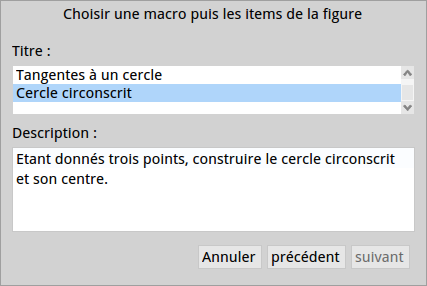 Choisir une macro puis les items de la figure
Titre :
Tangentes à un cercle
Cercle circonscrit
Description :
Etant donnés trois points, construire le cercle circonscrit
et son centre.
Annuler précédent suivant